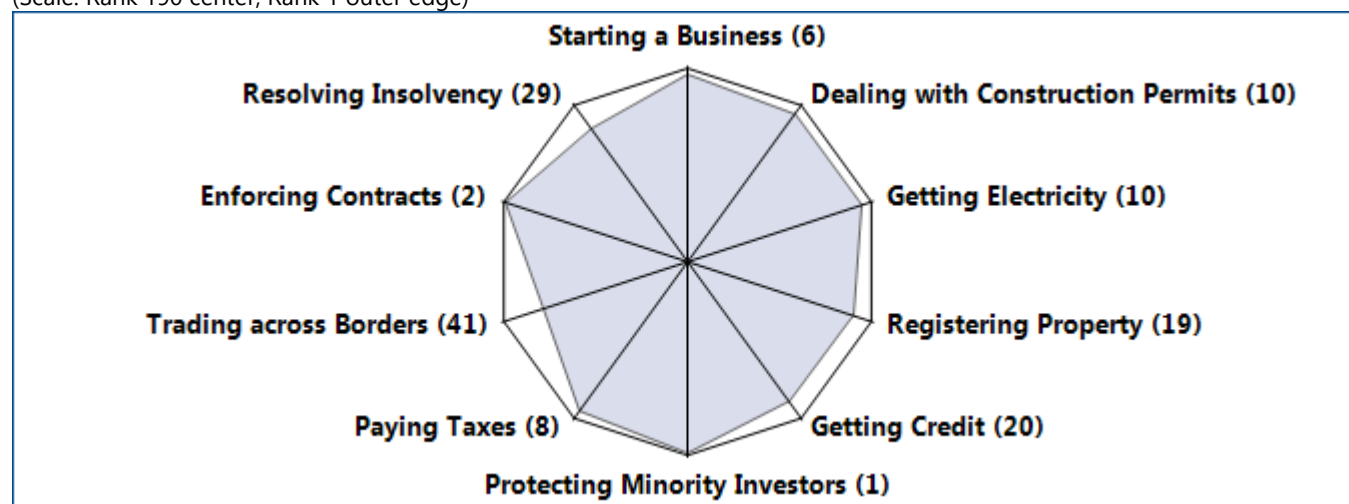 (Scale: Rank 190 center, Rank 1 outer edge)
Starting a Business (6)
Resolving Insolvency (29)
Dealing with Construction Permits (10)
Enforcing Contracts (2)
Getting Electricity (10)
Trading across Borders (41)
Registering Property (19)
Paying Taxes (8)
Getting Credit (20)
Protecting Minority Investors (1)